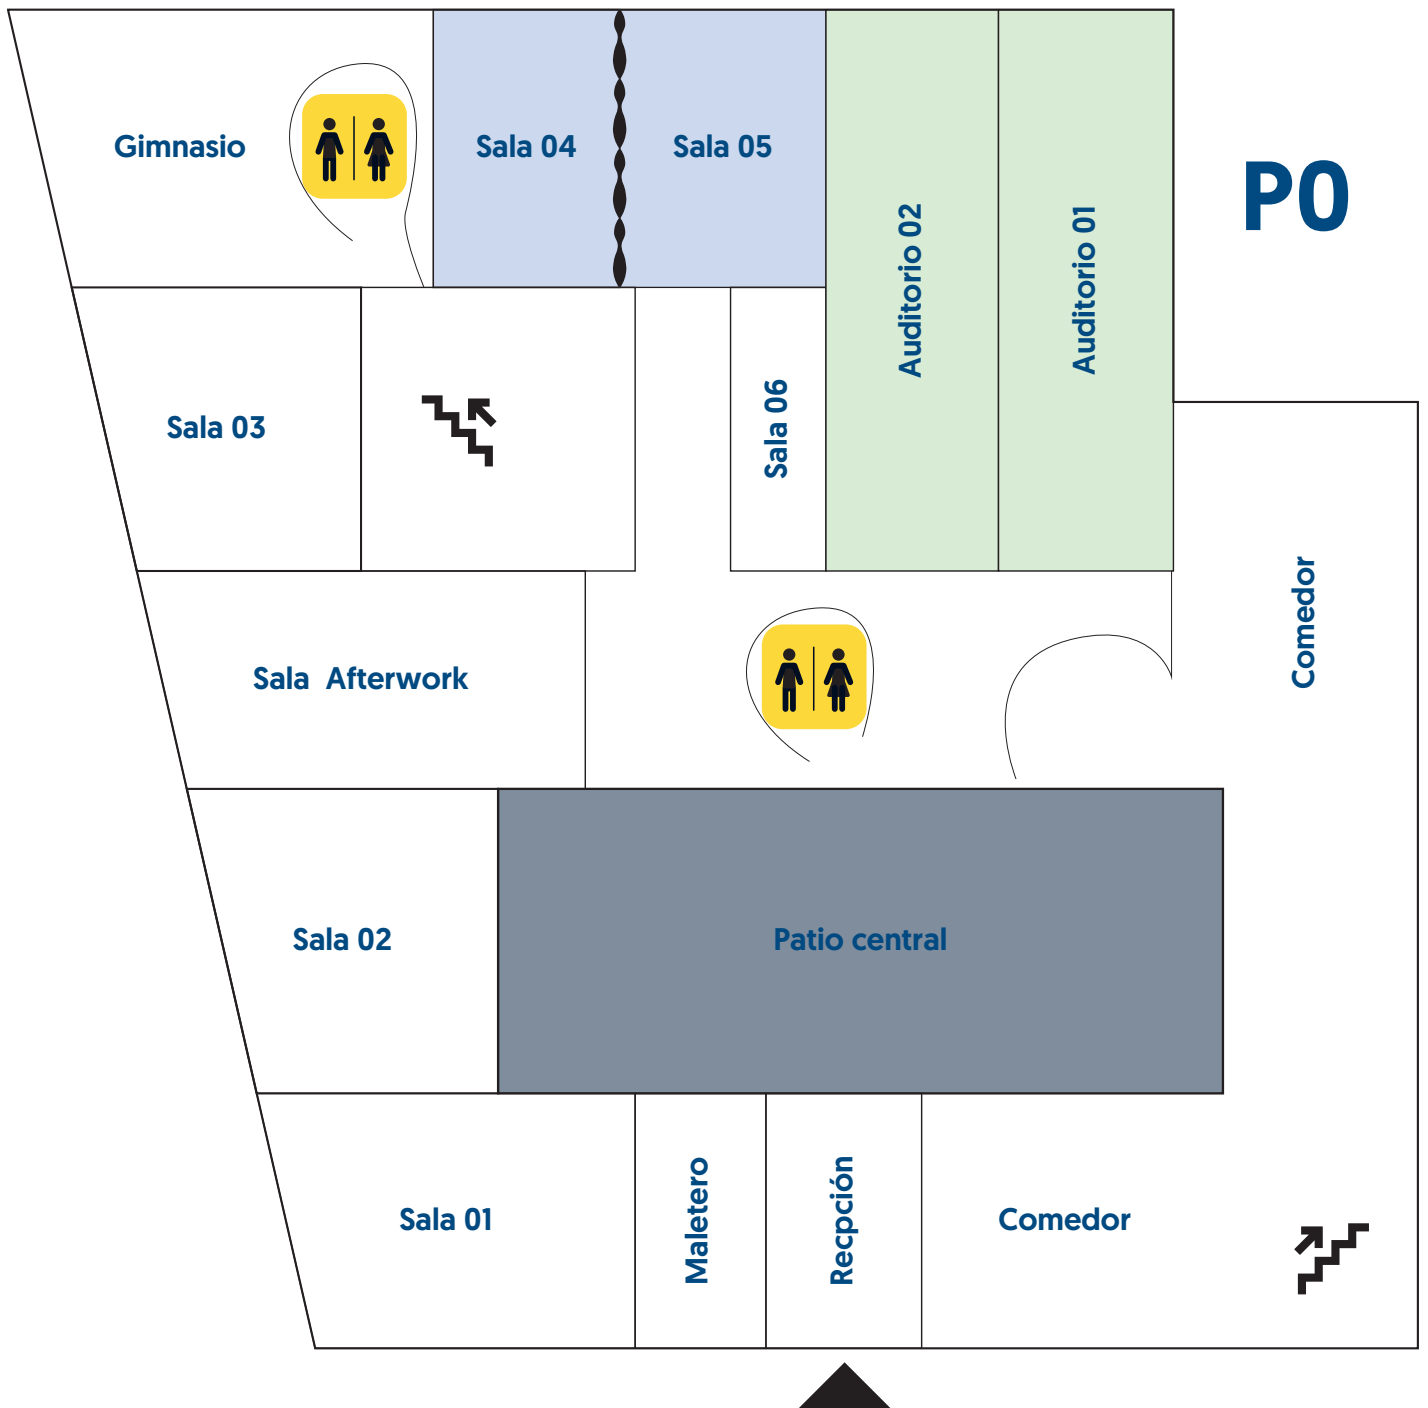 Gimnasio
Sala 04
Sala 05
P0
Auditorio 02
Auditorio 01
Sala 03
Sala 06
Comedor
Sala  Afterwork
Sala 02
Patio central
Sala 01
Maletero
Recpción
Comedor